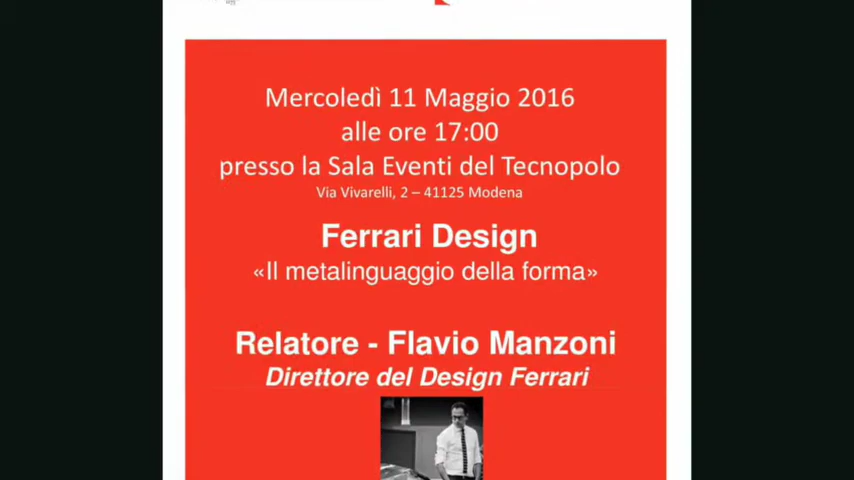 Mercoledì 11 Maggio 2016
alle ore 17:00
presso la Sala Eventi del Tecnopolo
Via Vivarelli, 2 – 41125 Modena
Ferrari Design
«Il metalinguaggio della forma»
Relatore - Flavio Manzoni
Direttore del Design Ferrari